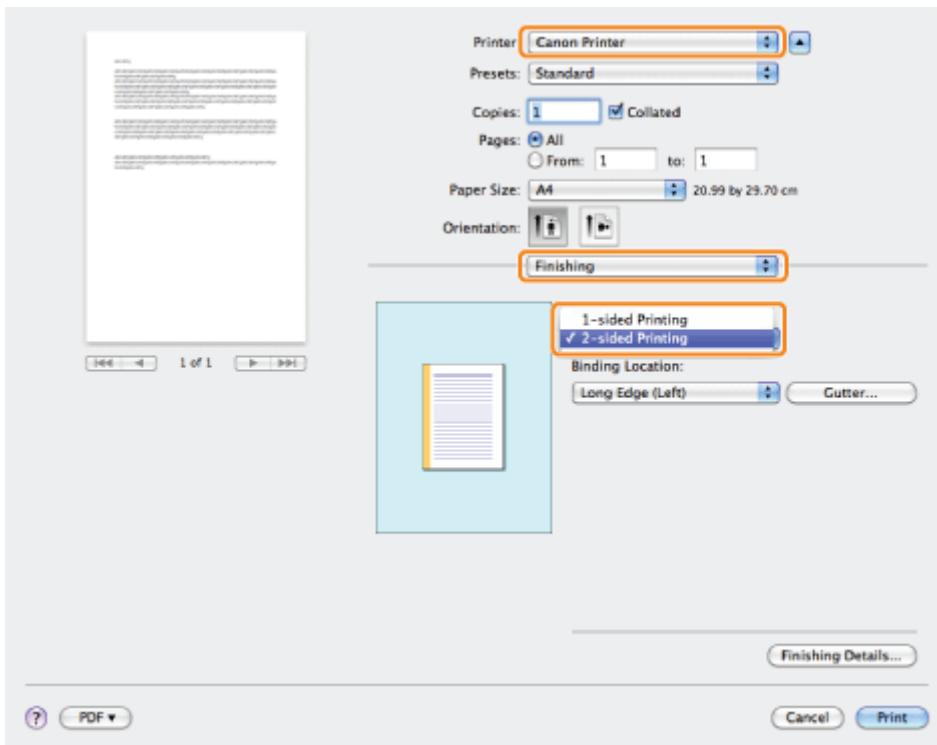 Printer Canon Printer
Presets: Standard
Copies: 1 Collated
Pages: All
From: 1 to: 1
Paper Size: A4 20.99 by 29.70 cm
Orientation:
Finishing
1-sided Printing
✓ 2-sided Printing
1 of 1
Binding Location:
Long Edge (Left) Gutter...
Finishing Details...
? PDF ▾ Cancel Print